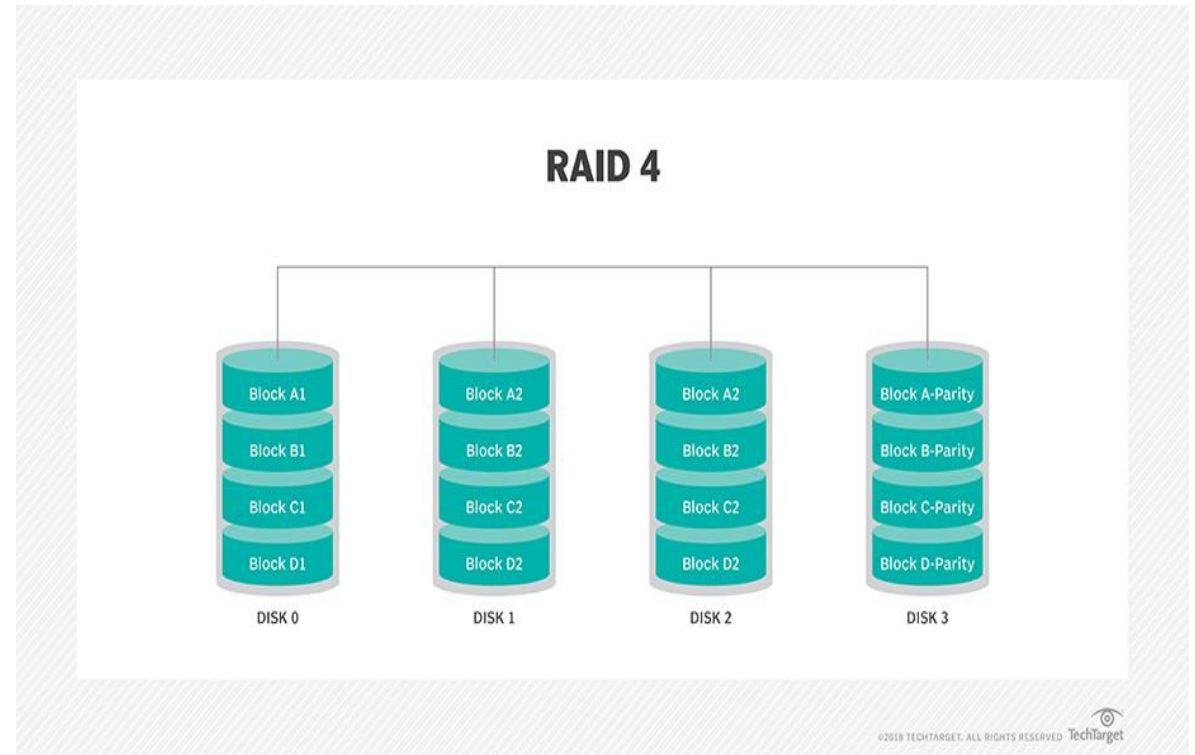 RAID 4
Block A1 Block A2 Block A2 Block A-Parity
Block B1 Block B2 Block B2 Block B-Parity
Block C1 Block C2 Block C2 Block C-Parity
Block D1 Block D2 Block D2 Block D-Parity
DISK 0 DISK 1 DISK 2 DISK 3
©2018 TECHTARGET. ALL RIGHTS RESERVED TechTarget